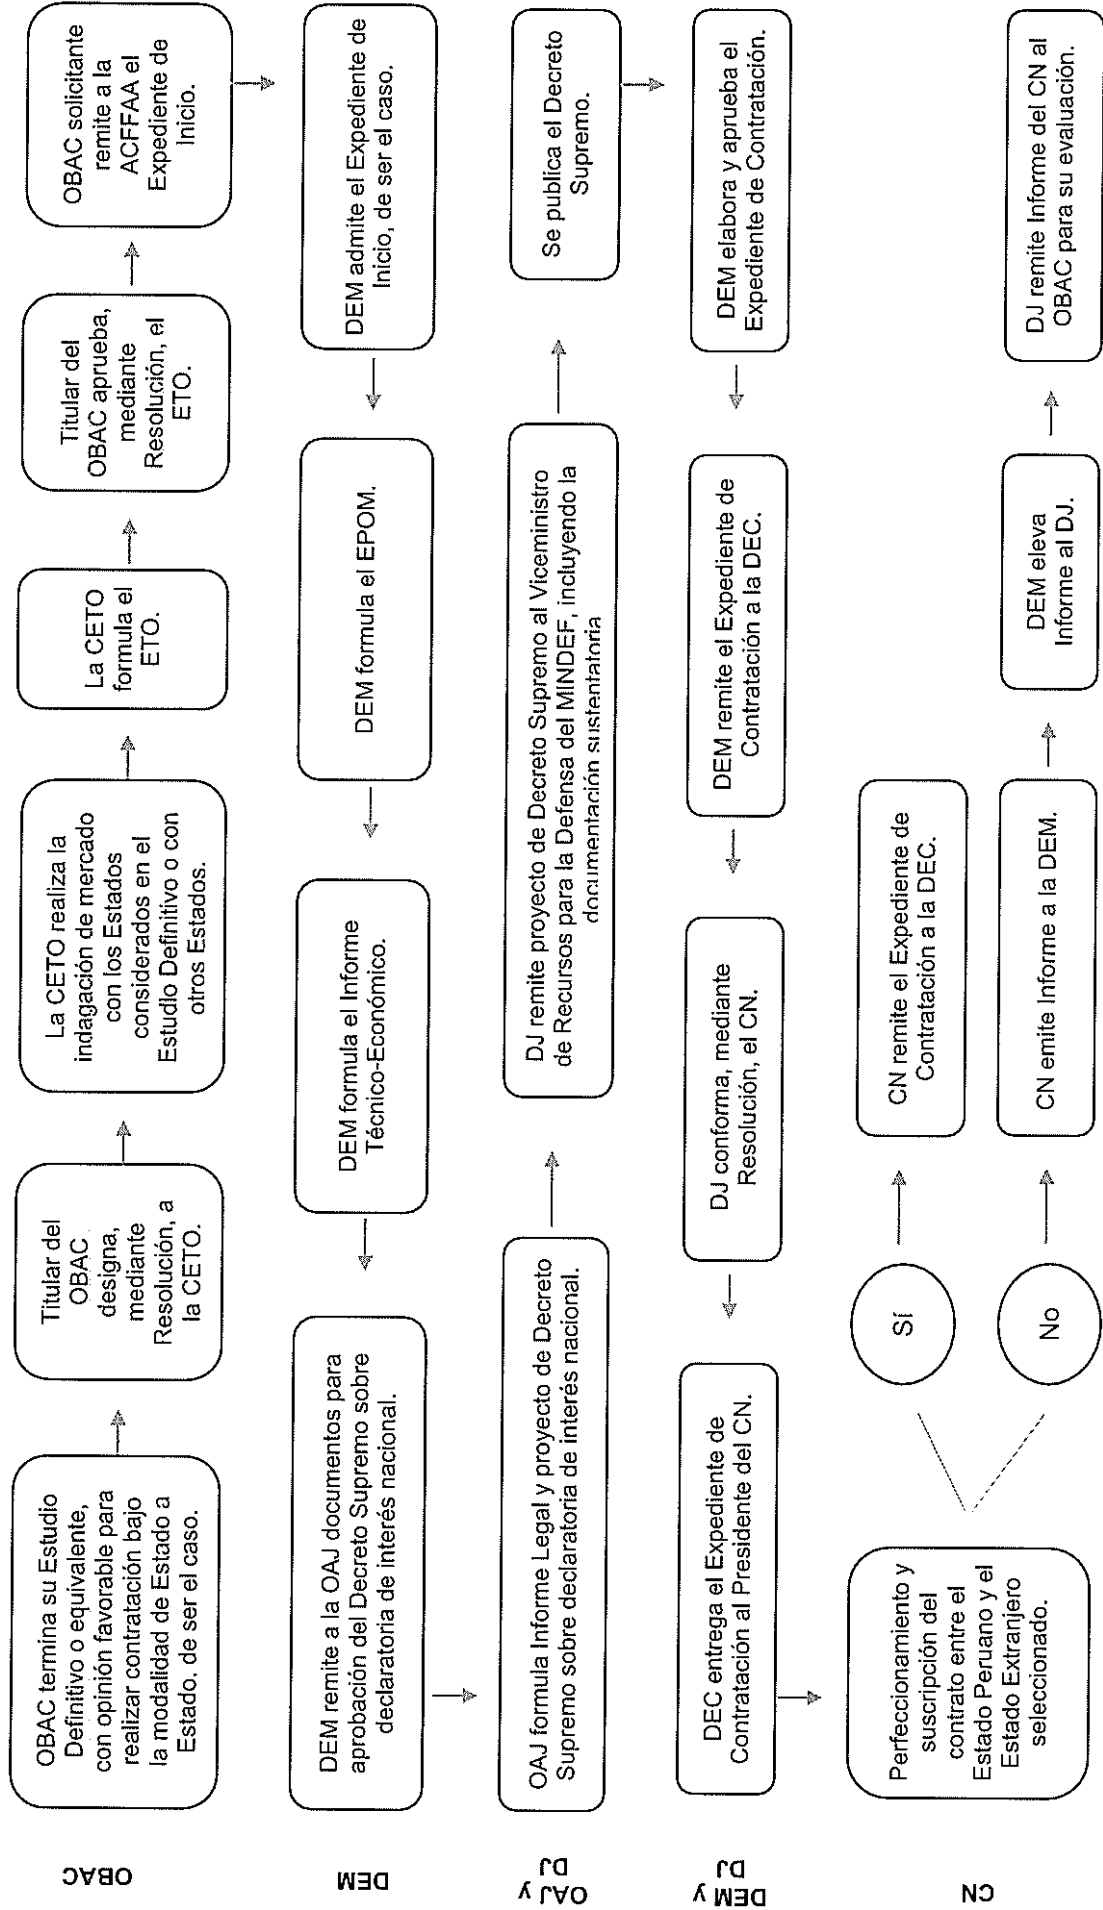 OBAC
OBAC termina su Estudio
Definitivo o equivalente,
con opinión favorable para
realizar contratación bajo
la modalidad de Estado a
Estado, de ser el caso.
Titular del
OBAC
designa,
mediante
Resolución, a
la CETO.
La CETO realiza la
indagación de mercado
con los Estados
considerados en el
Estudio Definitivo o con
otros Estados.
La CETO
formula el
ETO.
Titular del
OBAC aprueba,
mediante
Resolución, el
ETO.
OBAC solicitante
remite a la
ACFFAA el
Expediente de
Inicio.
DEM
DEM admite el Expediente de
Inicio, de ser el caso.
DEM formula el EPOM.
DEM formula el Informe
Técnico-Económico.
DEM remite a la OAJ documentos para
aprobación del Decreto Supremo sobre
declaratoria de interés nacional.
OAJ y
DJ
OAJ formula Informe Legal y proyecto de Decreto
Supremo sobre declaratoria de interés nacional.
DJ remite proyecto de Decreto Supremo al Viceministro
de Recursos para la Defensa del MINDEF, incluyendo la
documentación sustentatoria
Se publica el Decreto
Supremo.
DEM y
DJ
DEM elabora y aprueba el
Expediente de Contratación.
DEM remite el Expediente de
Contratación a la DEC.
DJ conforma, mediante
Resolución, el CN.
DEC entrega el Expediente de
Contratación al Presidente del CN.
CN
Perfeccionamiento y
suscripción del
contrato entre el
Estado Peruano y el
Estado Extranjero
seleccionado.
Sí
CN remite el Expediente de
Contratación a la DEC.
No
CN emite Informe a la DEM.
DEM eleva
Informe al DJ.
DJ remite Informe del CN al
OBAC para su evaluación.